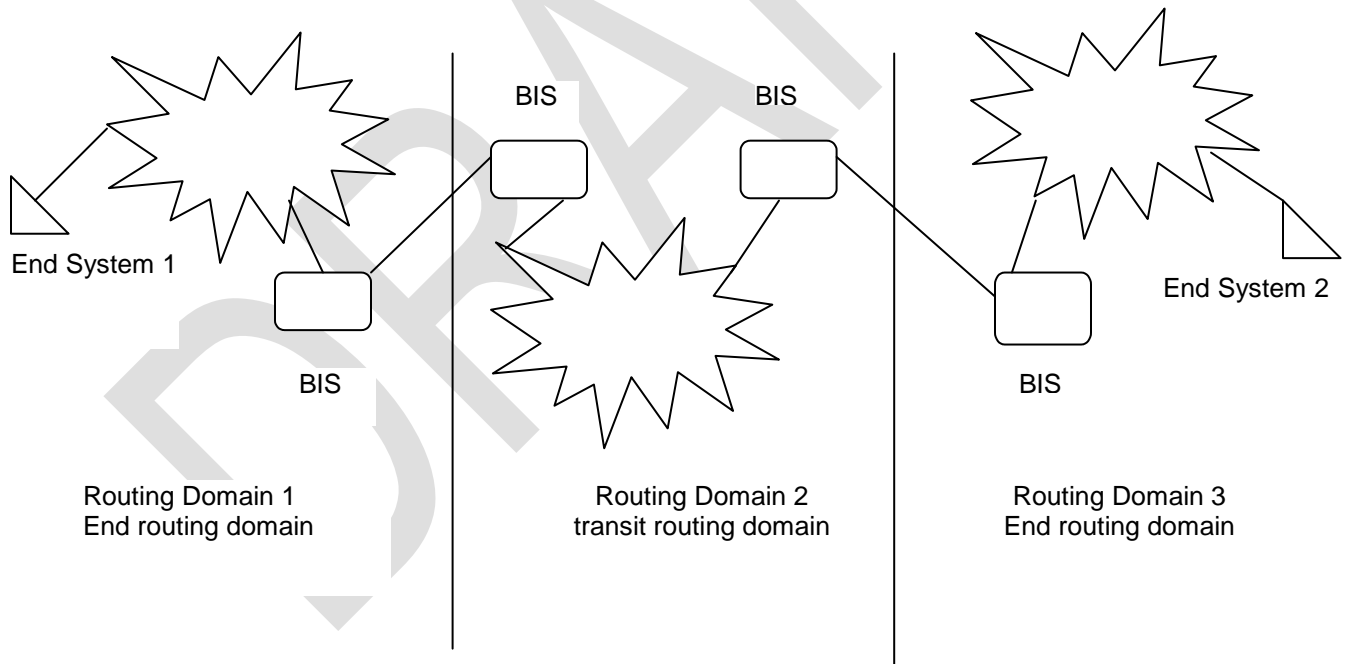 BIS
BIS
End System 1
End System 2
BIS
BIS
Routing Domain 1
End routing domain
Routing Domain 2
transit routing domain
Routing Domain 3
End routing domain
DRA